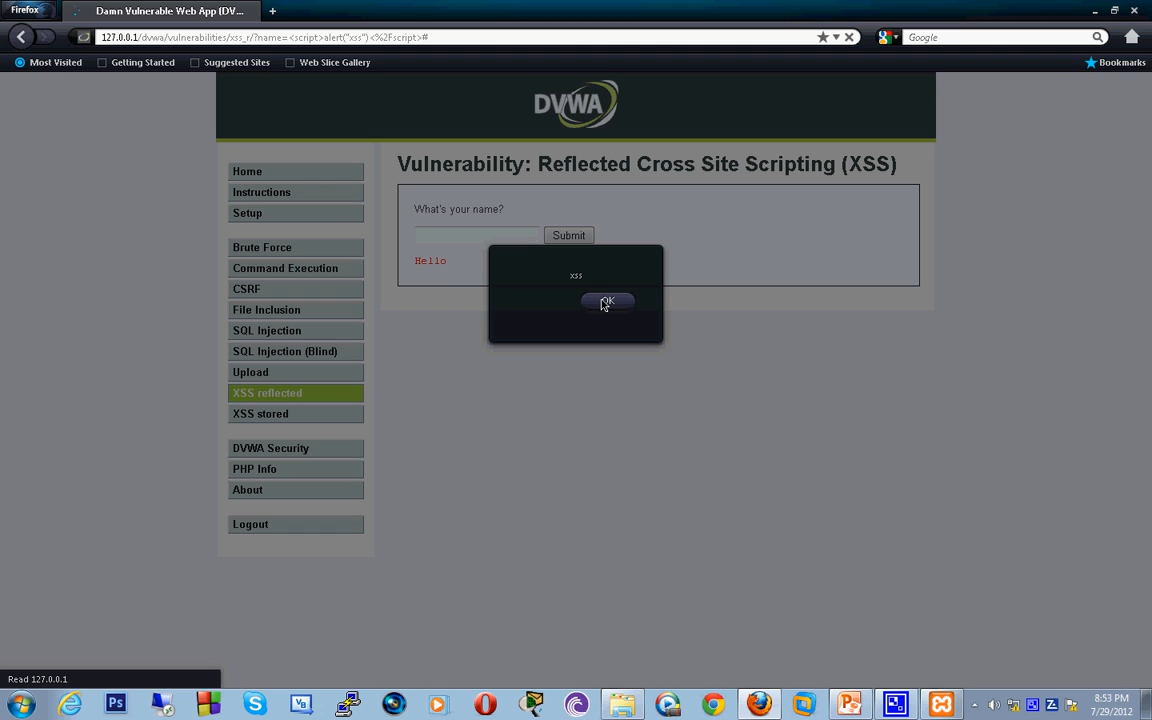 Firefox
Damn Vulnerable Web App (DV...
127.0.0.1/dvwa/vulnerabilities/xss_r/?name=<script>alert("xss")<%2Fscript>#
Google
Most Visited
Getting Started
Suggested Sites
Web Slice Gallery
Bookmarks
DVWA
Vulnerability: Reflected Cross Site Scripting (XSS)
Home
Instructions
Setup
Brute Force
Command Execution
CSRF
File Inclusion
SQL Injection
SQL Injection (Blind)
Upload
XSS reflected
XSS stored
DVWA Security
PHP Info
About
Logout
What's your name?
Submit
Hello
xss
OK
Read 127.0.0.1
Ps
8:53 PM
7/29/2012